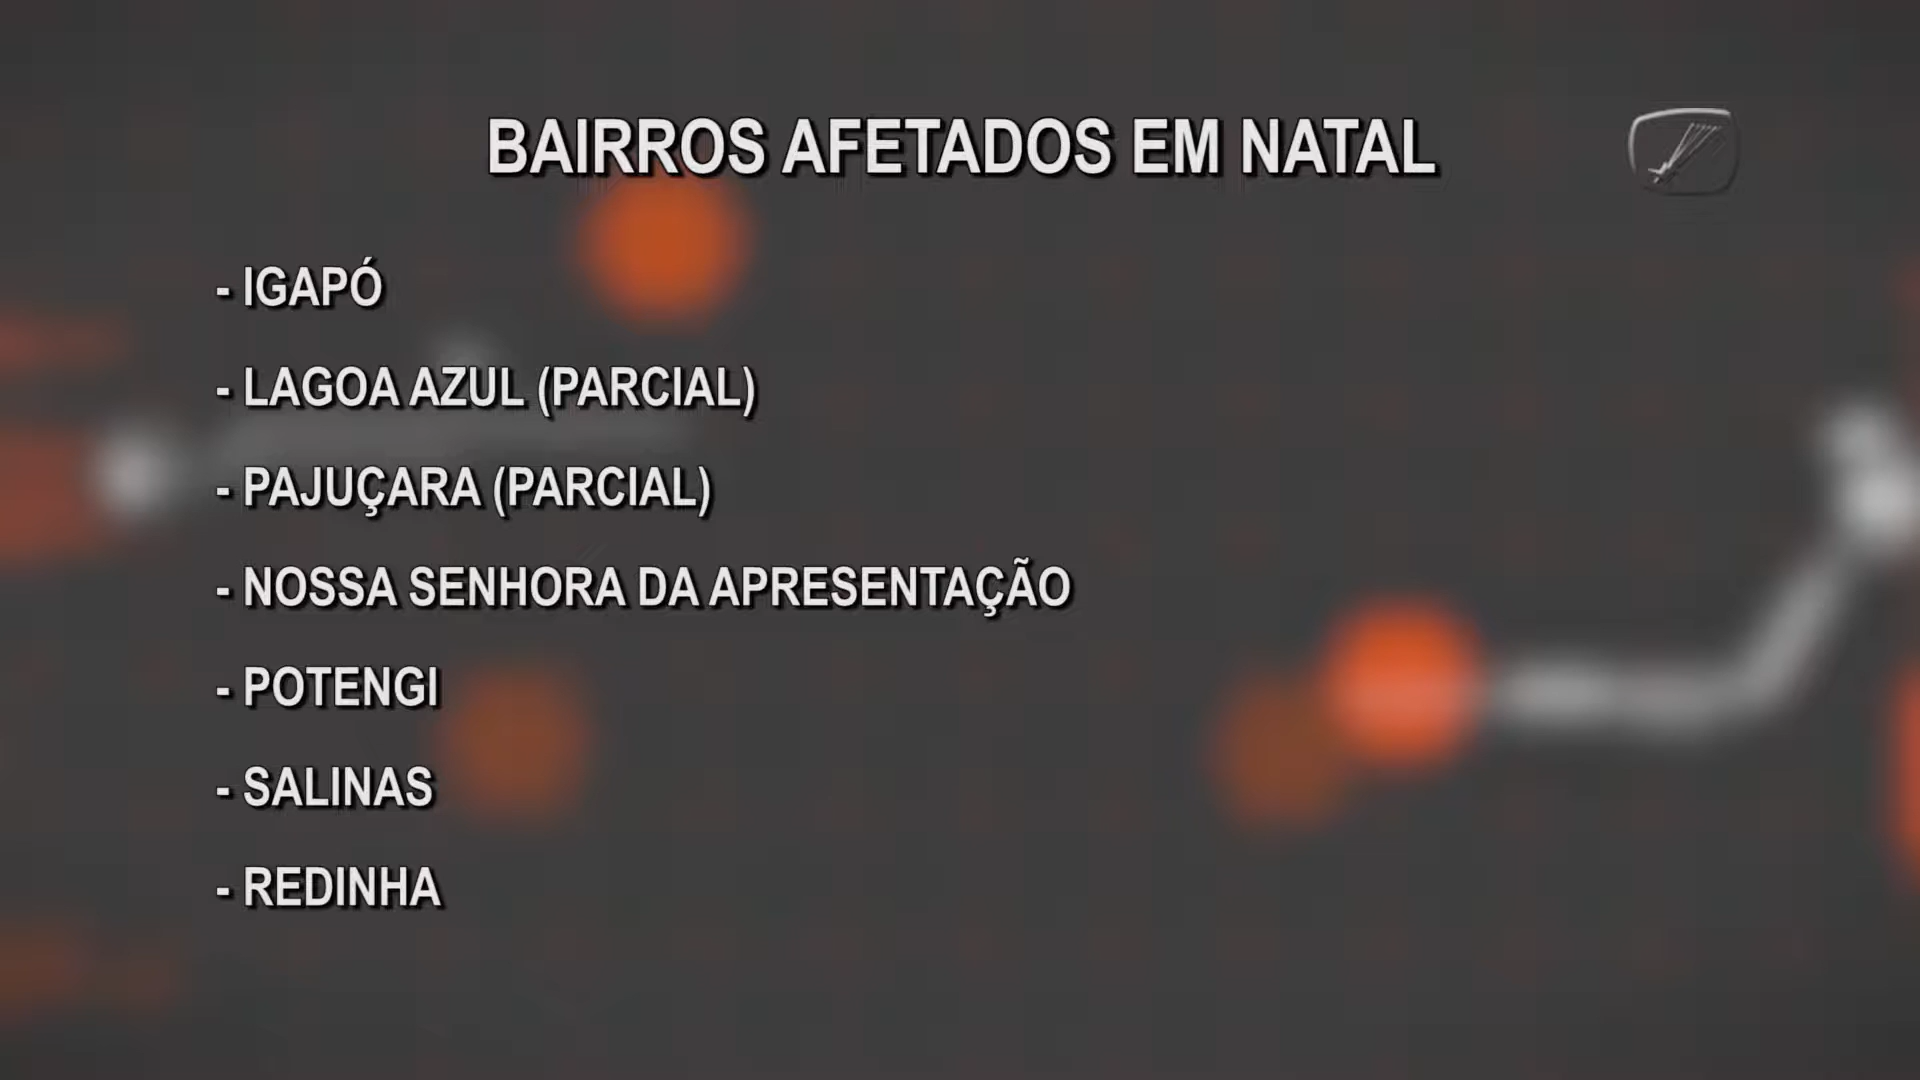 BAIRROS AFETADOS EM NATAL
- IGAPÓ
- LAGOA AZUL (PARCIAL)
- PAJUÇARA (PARCIAL)
- NOSSA SENHORA DA APRESENTAÇÃO
- POTENGI
- SALINAS
- REDINHA